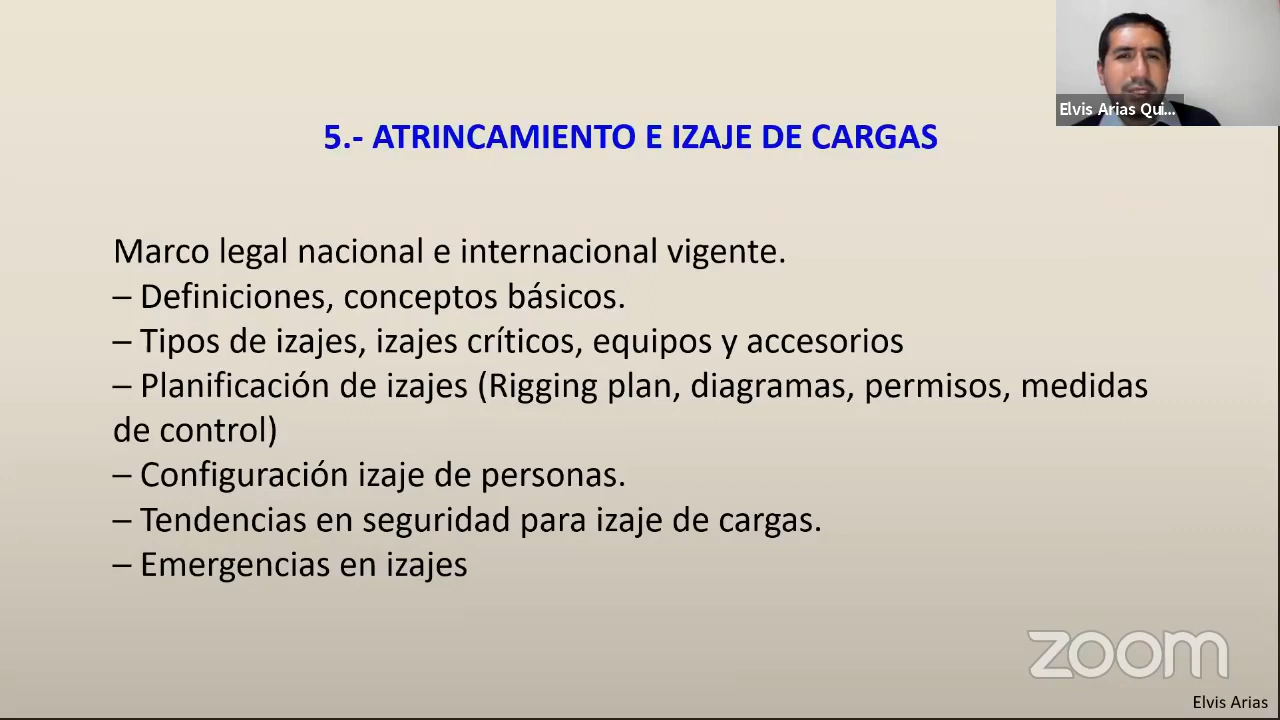 Elvis Arias Qui...
5.- ATRINCAMIENTO E IZAJE DE CARGAS
Marco legal nacional e internacional vigente.
– Definiciones, conceptos básicos.
– Tipos de izajes, izajes críticos, equipos y accesorios
– Planificación de izajes (Rigging plan, diagramas, permisos, medidas
de control)
– Configuración izaje de personas.
– Tendencias en seguridad para izaje de cargas.
– Emergencias en izajes
zoom
Elvis Arias